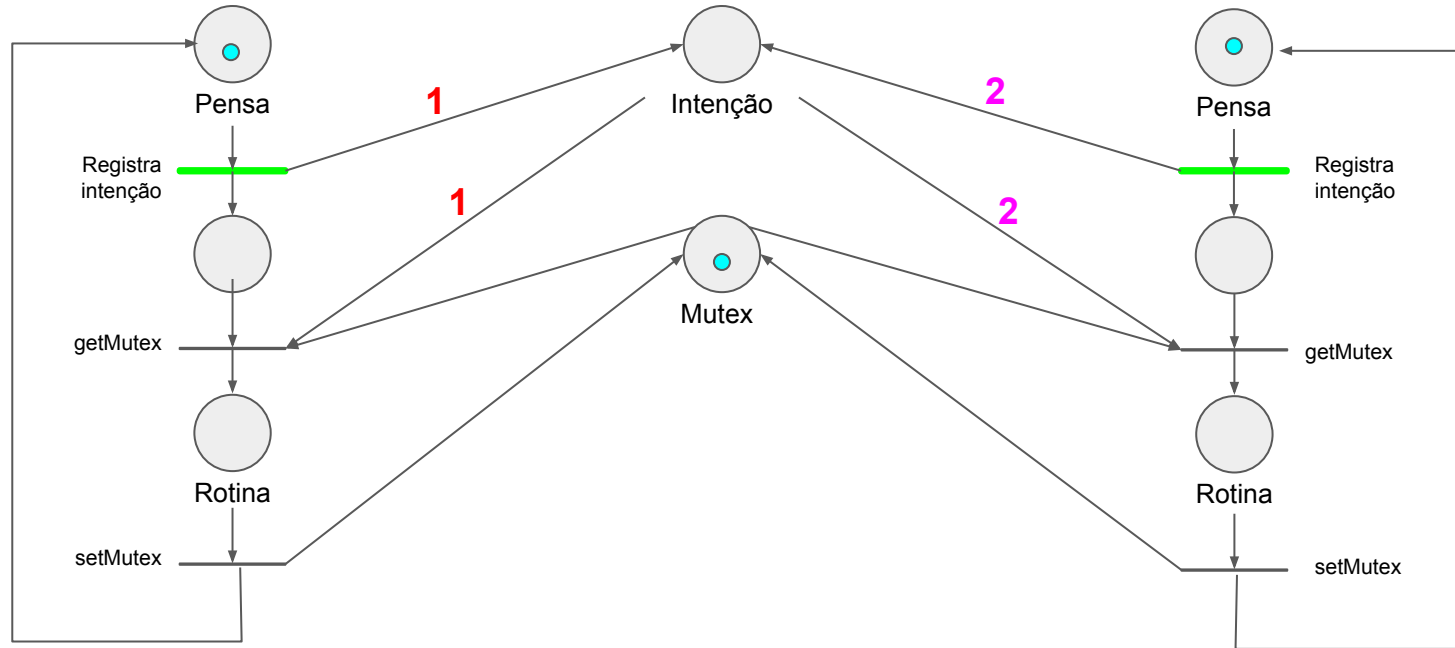 Pensa
Intenção
Pensa
1
2
Registra
intenção
Registra
intenção
1
2
Mutex
getMutex
getMutex
Rotina
Rotina
setMutex
setMutex